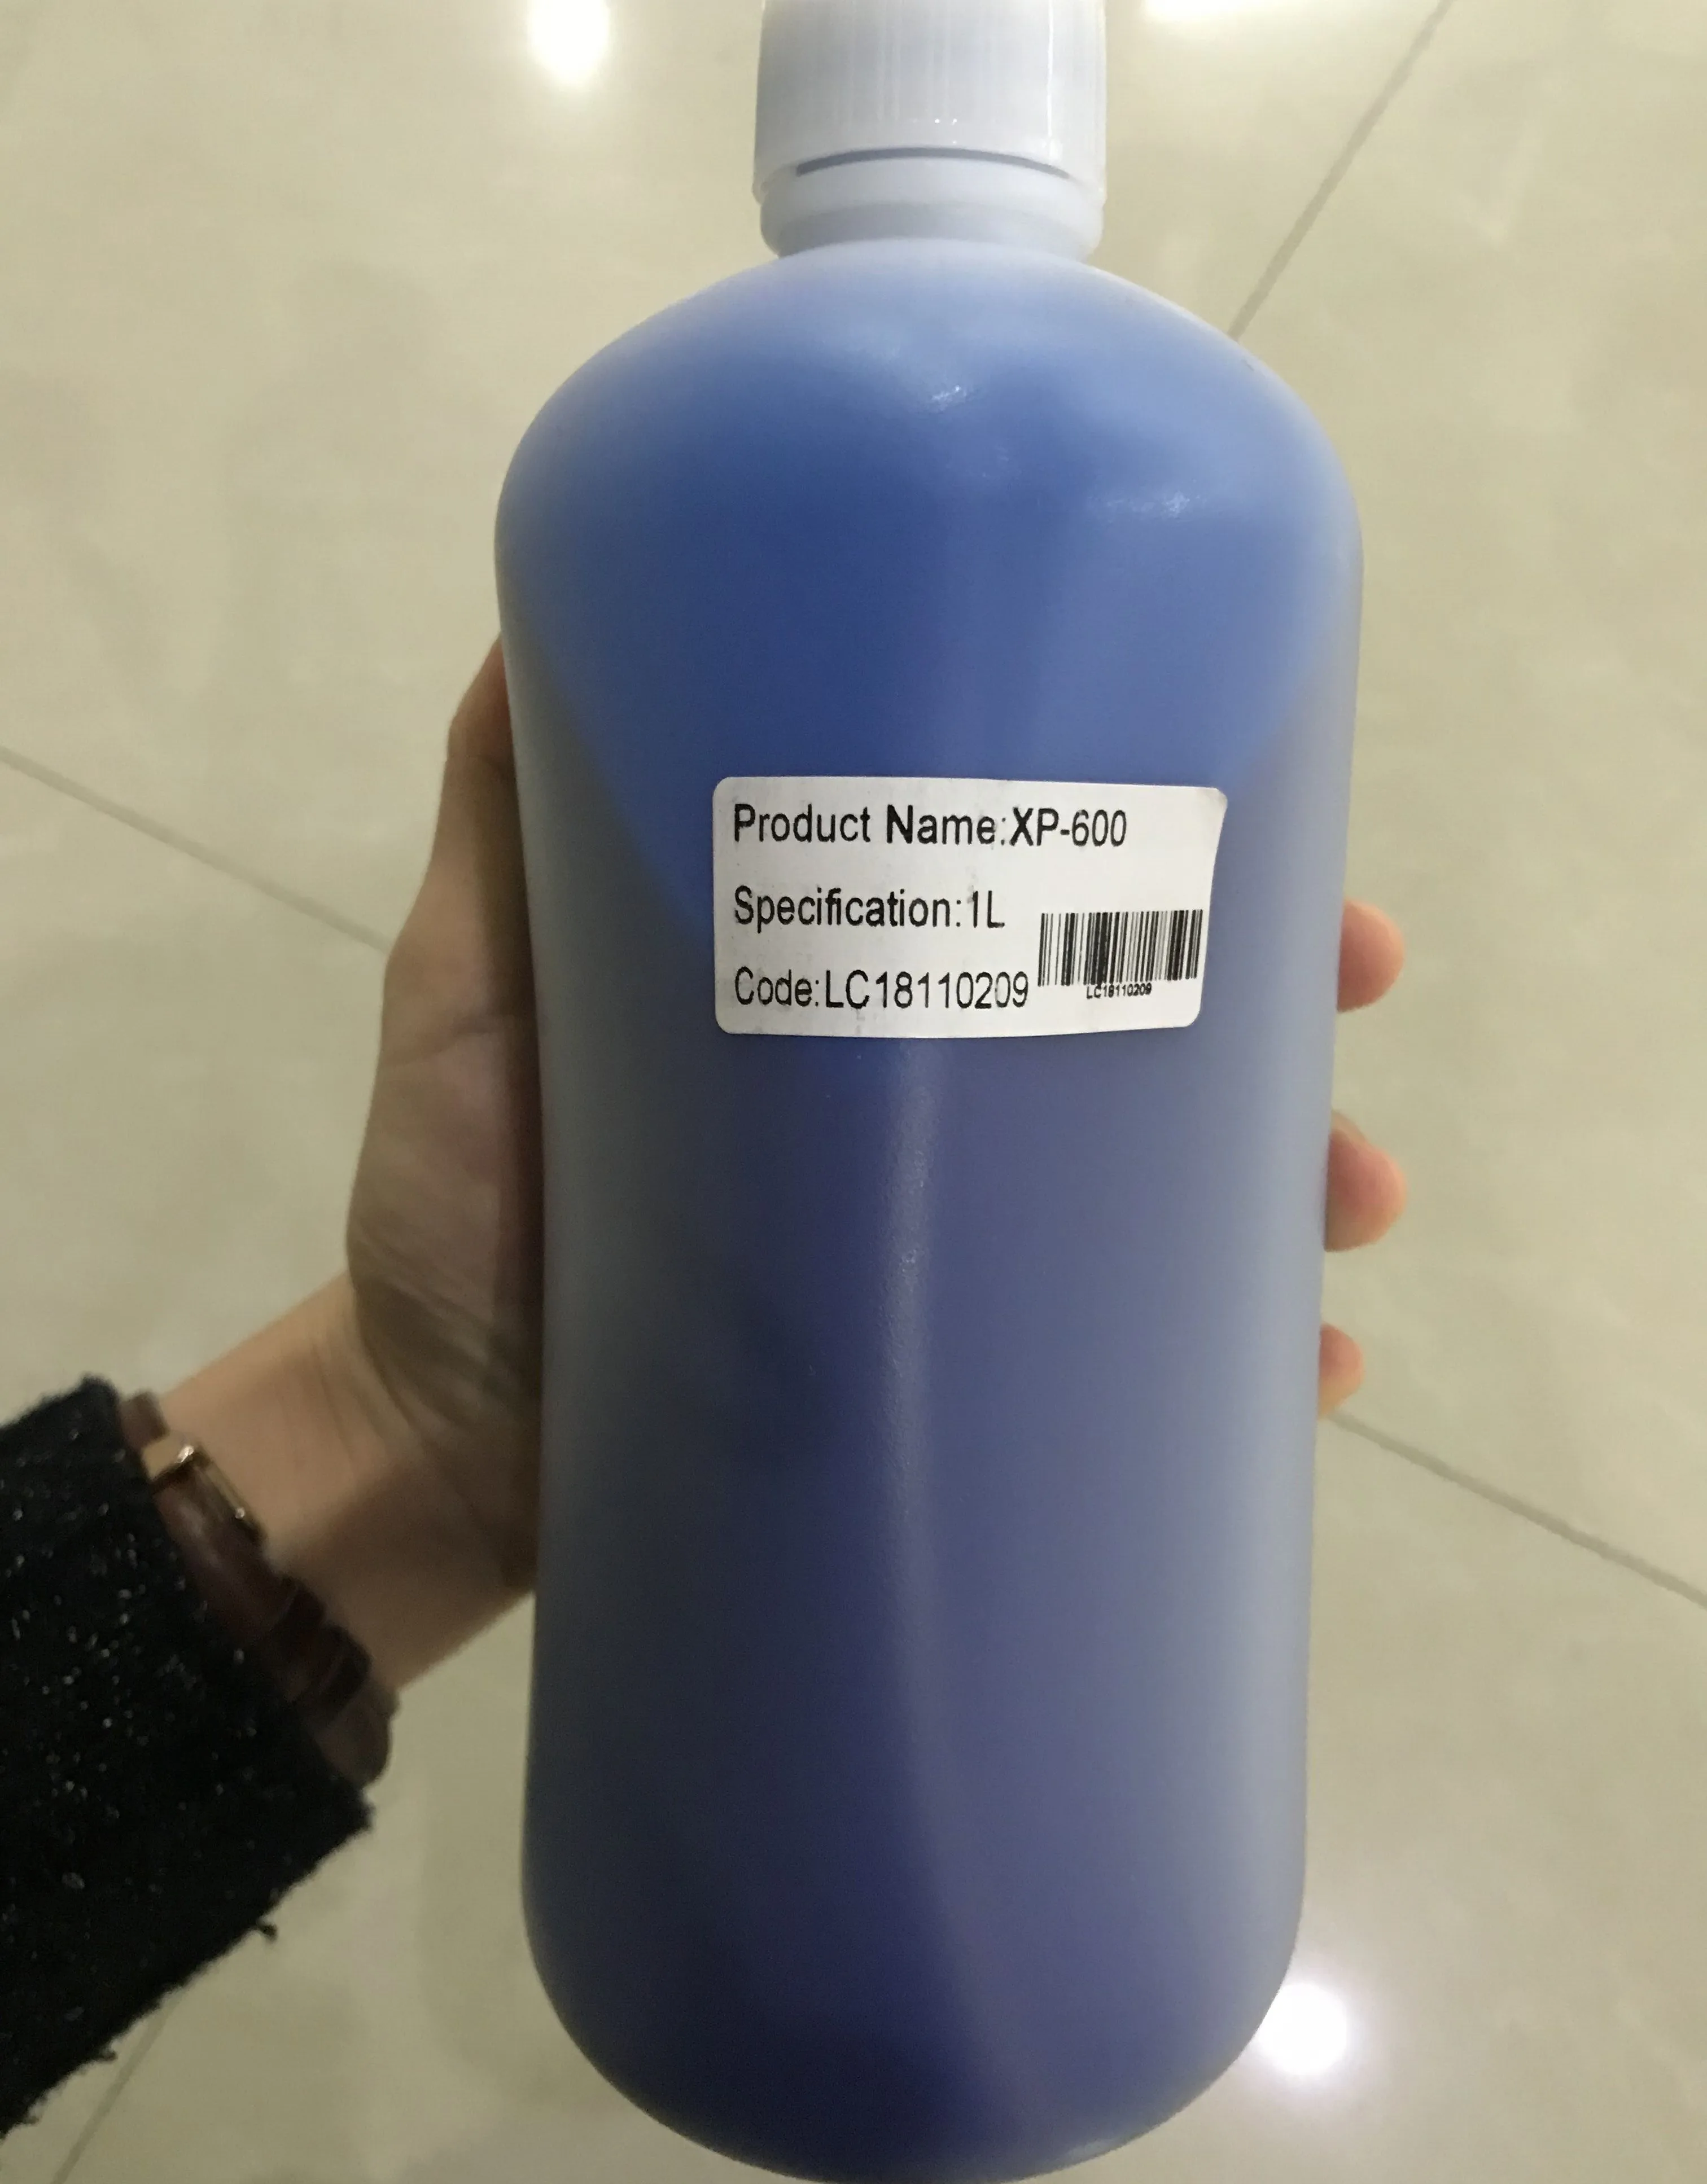 Product Name:XP-600
Specification:1L
Code:LC18110209
LC18110209